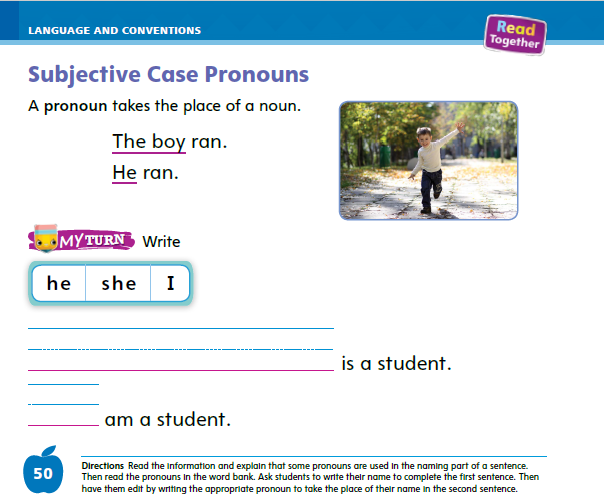 LANGUAGE AND CONVENTIONS
Read
Together
Subjective Case Pronouns
A pronoun takes the place of a noun.
The boy ran.
He ran.
MY TURN Write
he she I
is a student.
am a student.
50
Directions Read the information and explain that some pronouns are used in the naming part of a sentence.
Then read the pronouns in the word bank. Ask students to write their name to complete the first sentence. Then
have them edit by writing the appropriate pronoun to take the place of their name in the second sentence.